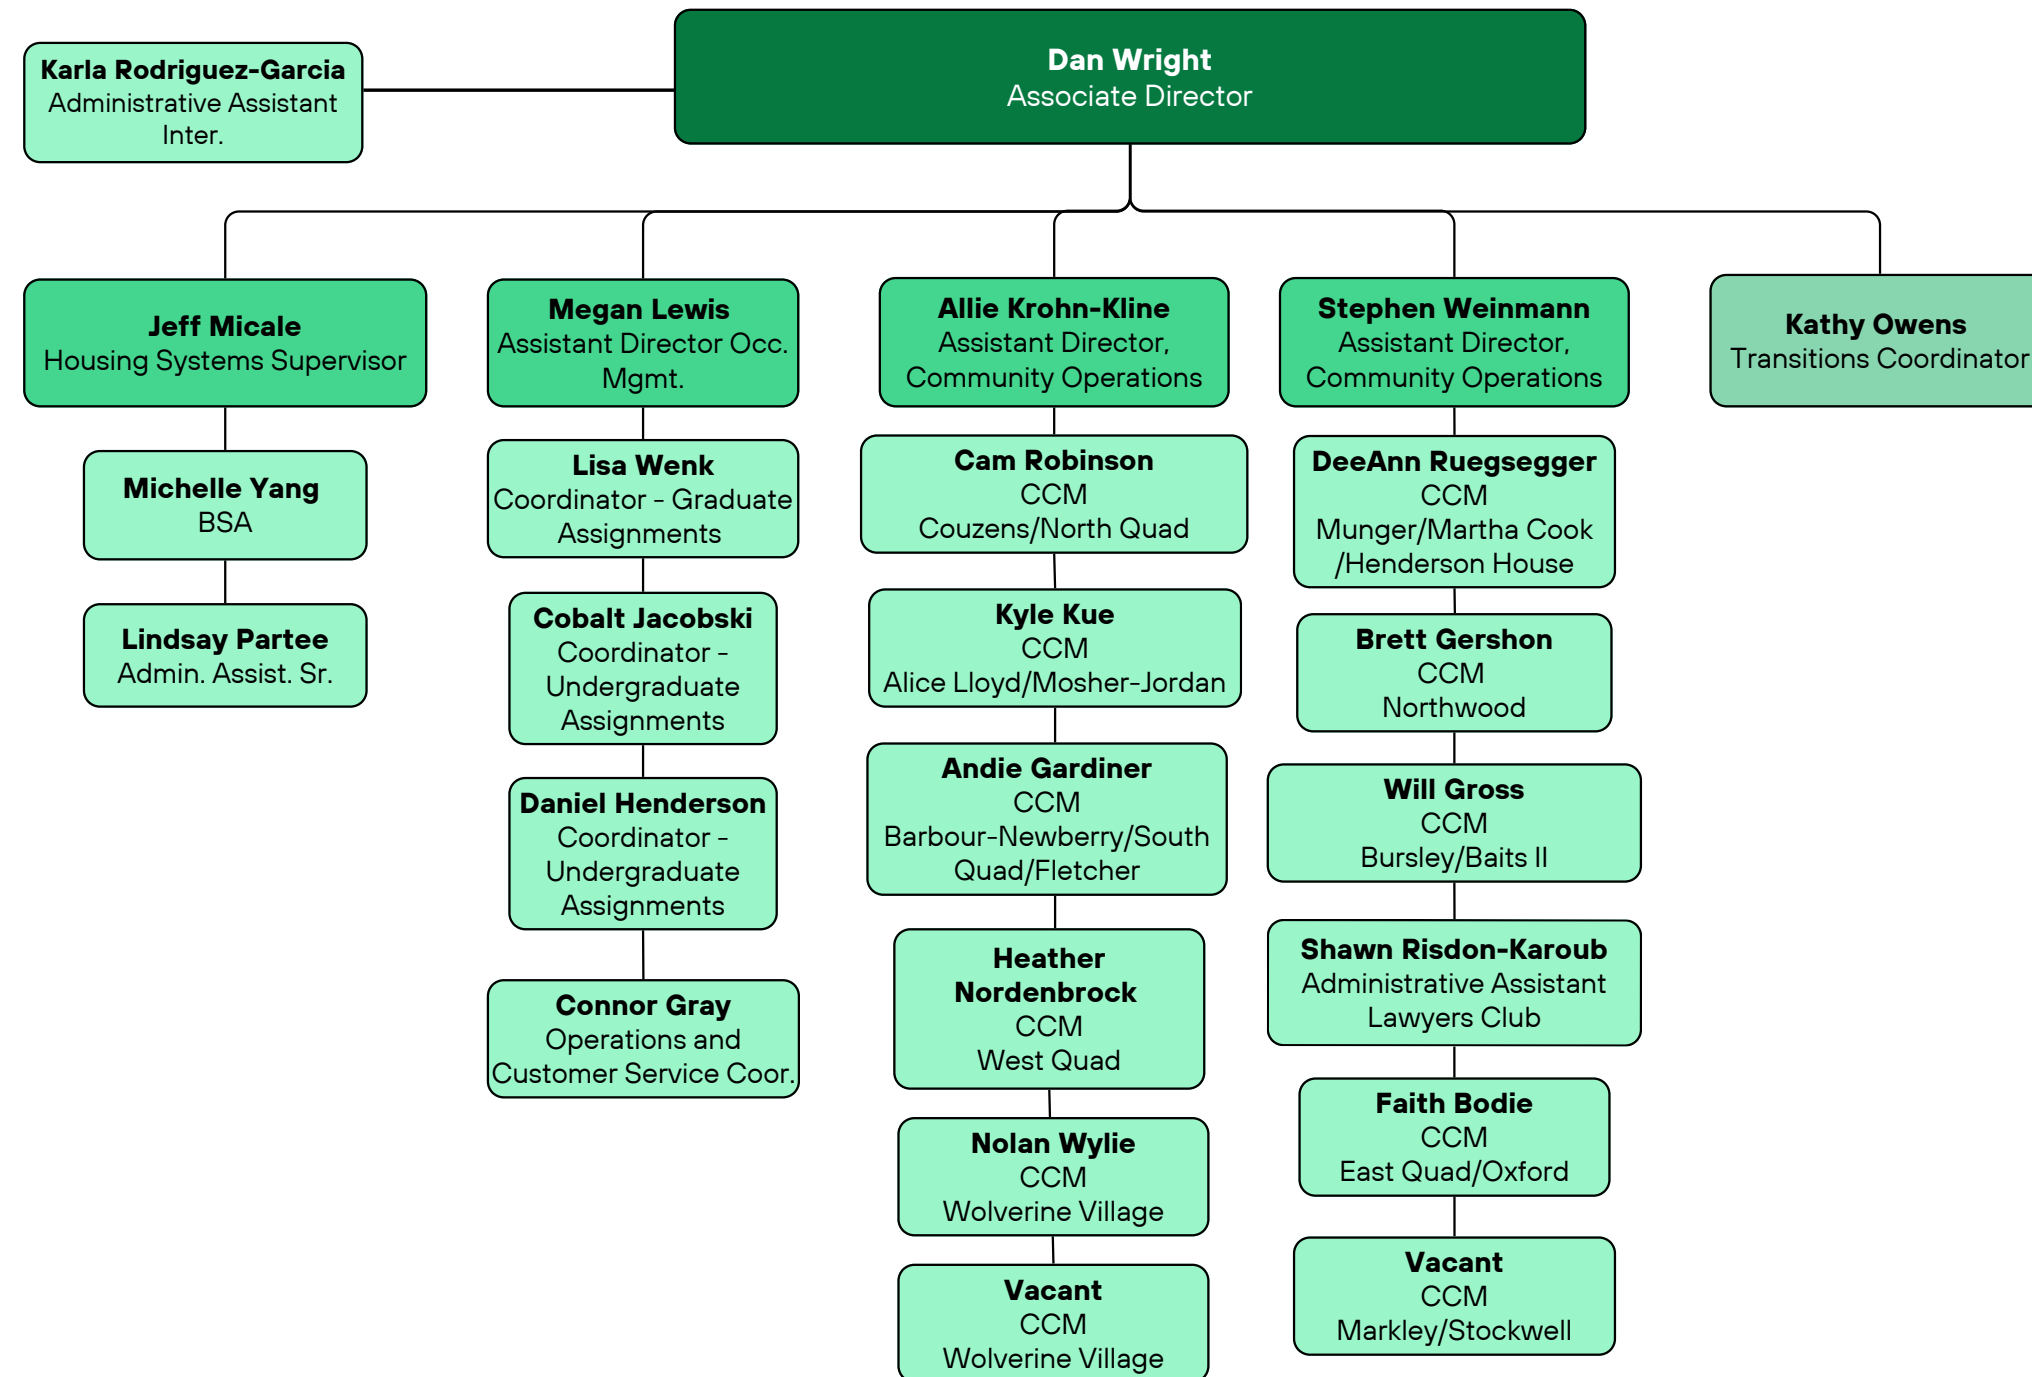 Karla Rodriguez-Garcia
Administrative Assistant
Inter.
Dan Wright
Associate Director
Jeff Micale
Housing Systems Supervisor
Michelle Yang
BSA
Lindsay Partee
Admin. Assist. Sr.
Megan Lewis
Assistant Director Occ.
Mgmt.
Lisa Wenk
Coordinator - Graduate
Assignments
Cobalt Jacobski
Coordinator -
Undergraduate
Assignments
Daniel Henderson
Coordinator -
Undergraduate
Assignments
Connor Gray
Operations and
Customer Service Coor.
Allie Krohn-Kline
Assistant Director,
Community Operations
Cam Robinson
CCM
Couzens/North Quad
Kyle Kue
CCM
Alice Lloyd/Mosher-Jordan
Andie Gardiner
CCM
Barbour-Newberry/South
Quad/Fletcher
Heather
Nordenbrock
CCM
West Quad
Nolan Wylie
CCM
Wolverine Village
Vacant
CCM
Wolverine Village
Stephen Weinmann
Assistant Director,
Community Operations
DeeAnn Ruegsegger
CCM
Munger/Martha Cook
/Henderson House
Brett Gershon
CCM
Northwood
Will Gross
CCM
Bursley/Baits II
Shawn Risdon-Karoub
Administrative Assistant
Lawyers Club
Faith Bodie
CCM
East Quad/Oxford
Vacant
CCM
Markley/Stockwell
Kathy Owens
Transitions Coordinator